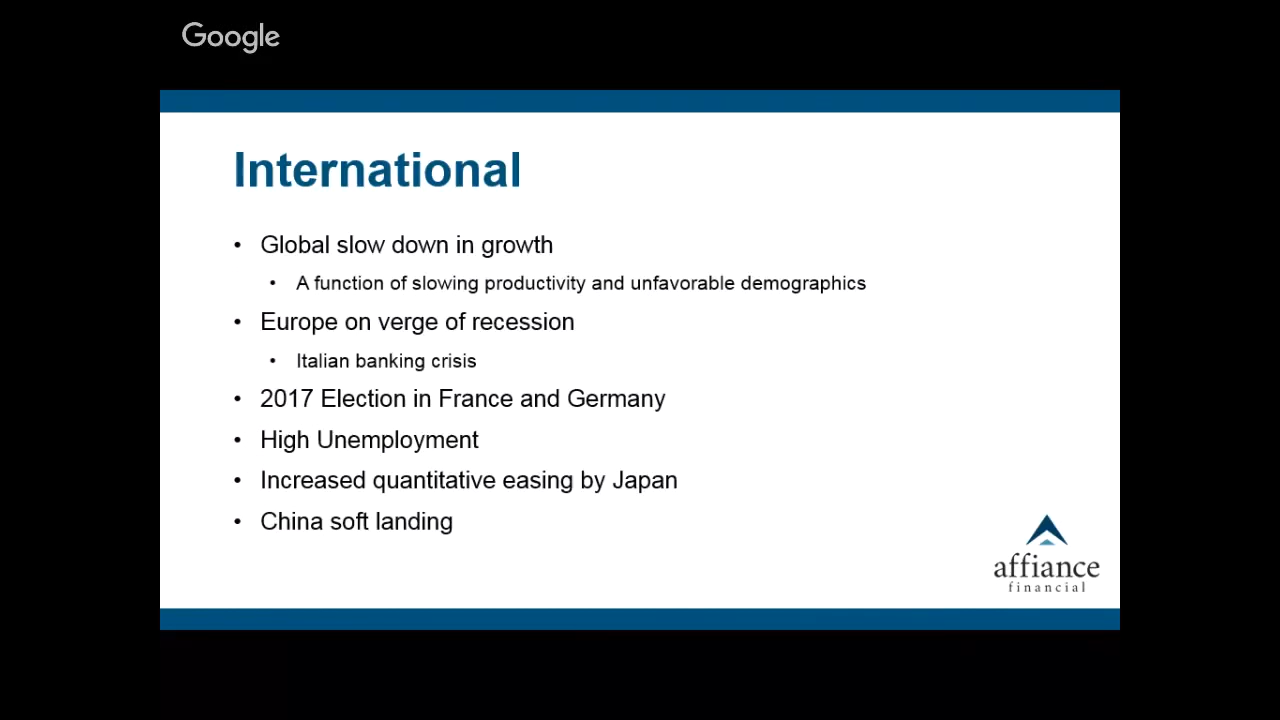 Google
International
• Global slow down in growth
• A function of slowing productivity and unfavorable demographics
• Europe on verge of recession
• Italian banking crisis
• 2017 Election in France and Germany
• High Unemployment
• Increased quantitative easing by Japan
• China soft landing
affiance
financial